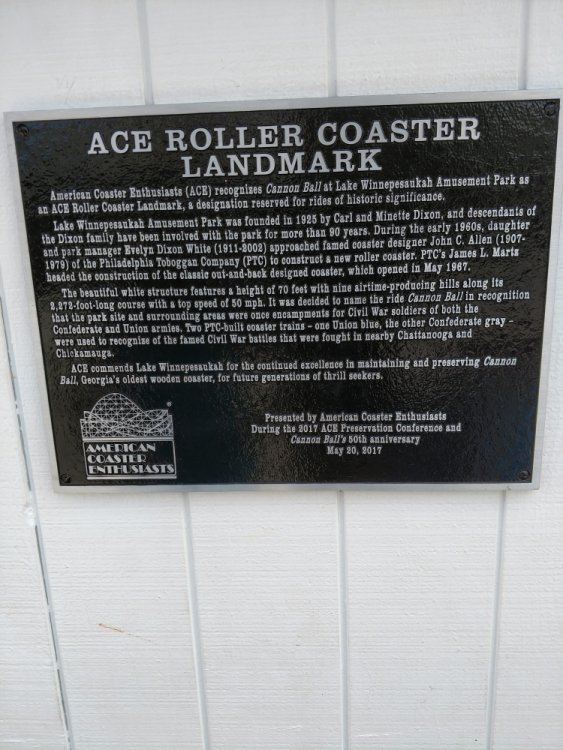 ACE ROLLER COASTER
LANDMARK
American Coaster Enthusiasts (ACE) recognizes Cannon Ball at Lake Winnepesaukah Amusement Park as
an ACE Roller Coaster Landmark, a designation reserved for rides of historic significance.
Lake Winnepesaukah Amusement Park was founded in 1925 by Carl and Minette Dixon, and descendants of
the Dixon family have been involved with the park for more than 90 years. During the early 1960s, daughter
and park manager Evelyn Dixon White (1911-2002) approached famed coaster designer John C. Allen (1907-
1979) of the Philadelphia Toboggan Company (PTC) to construct a new roller coaster. PTC's James L. Martz
headed the construction of the classic out-and-back designed coaster, which opened in May 1967.
The beautiful white structure features a height of 70 feet with nine airtime-producing hills along its
2,272-foot-long course with a top speed of 50 mph. It was decided to name the ride Cannon Ball in recognition
that the park site and surrounding areas were once encampments for Civil War soldiers of both the
Confederate and Union armies. Two PTC-built coaster trains – one Union blue, the other Confederate gray –
were used to recognize of the famed Civil War battles that were fought in nearby Chattanooga and
Chickamauga.
ACE commends Lake Winnepesaukah for the continued excellence in maintaining and preserving Cannon
Ball, Georgia's oldest wooden coaster, for future generations of thrill seekers.
®
AMERICAN
COASTER
ENTHUSIASTS
Presented by American Coaster Enthusiasts
During the 2017 ACE Preservation Conference and
Cannon Ball's 50th anniversary
May 20, 2017